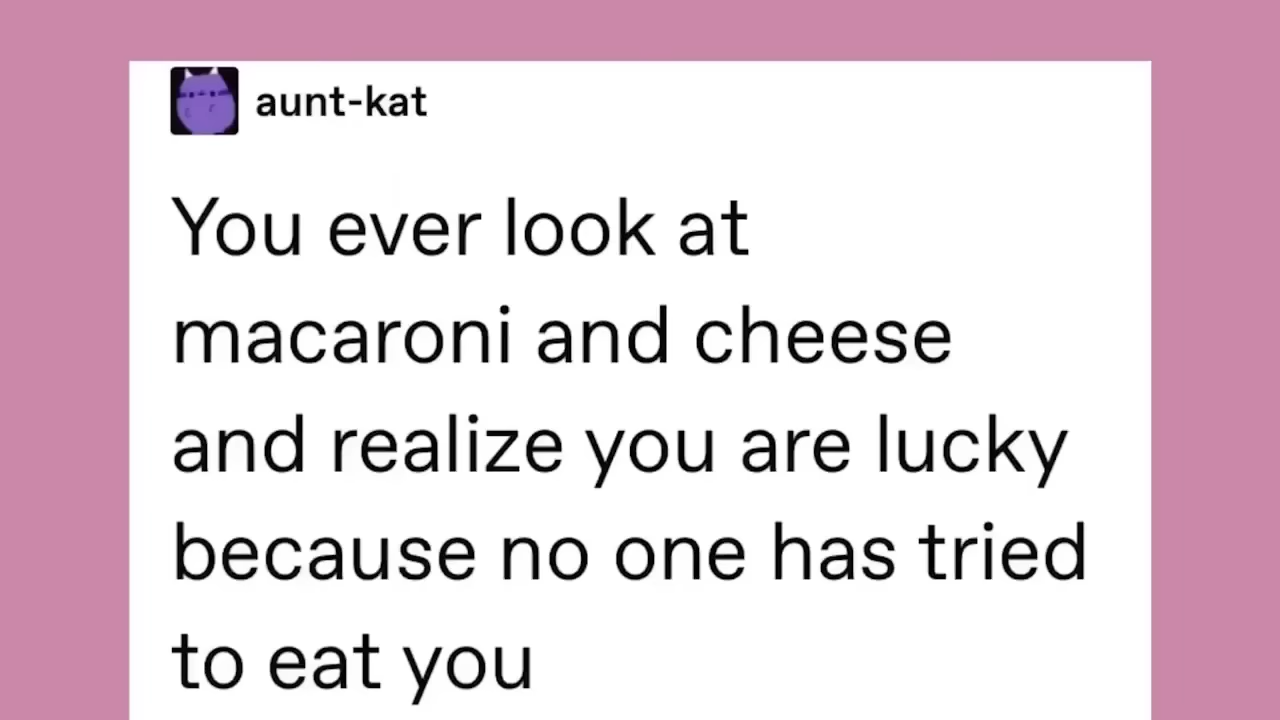 aunt-kat
You ever look at
macaroni and cheese
and realize you are lucky
because no one has tried
to eat you